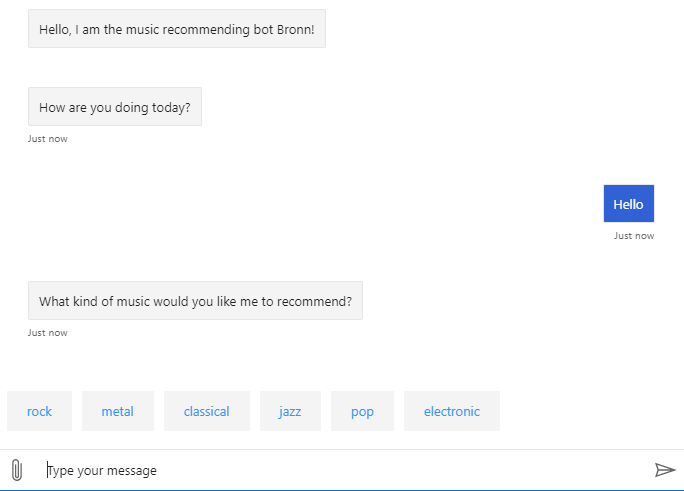 Hello, I am the music recommending bot Bronn!
How are you doing today?
Just now
Hello
Just now
What kind of music would you like me to recommend?
Just now
rock metal classical jazz pop electronic
Type your message